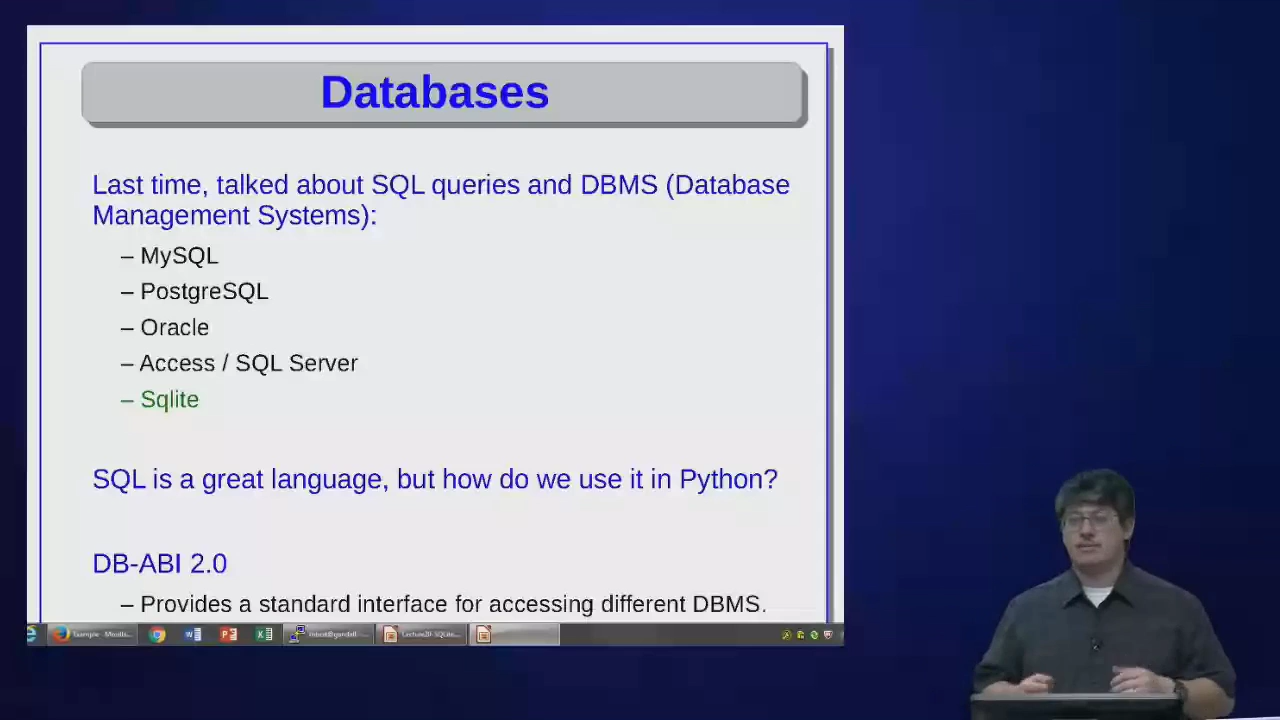 Databases
Last time, talked about SQL queries and DBMS (Database
Management Systems):
– MySQL
– PostgreSQL
– Oracle
– Access / SQL Server
– Sqlite
SQL is a great language, but how do we use it in Python?
DB-ABI 2.0
– Provides a standard interface for accessing different DBMS.
Example - Mozilla...